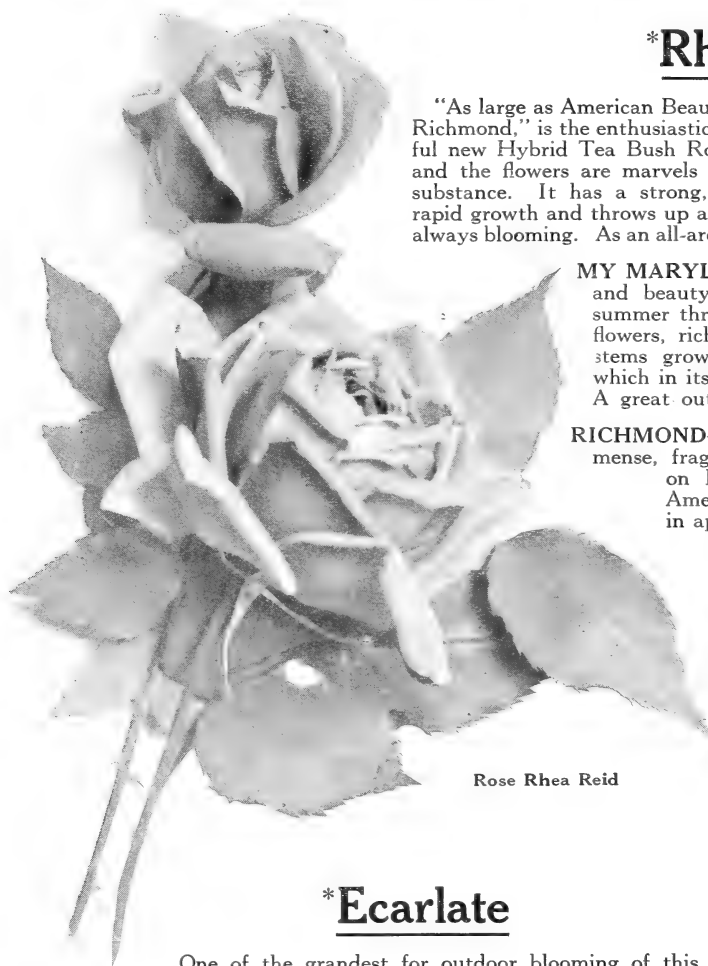 *Rh
"As large as American Beau
Richmond," is the enthusiastic
ful new Hybrid Tea Bush Ro
and the flowers are marvels
substance. It has a strong,
rapid growth and throws up a
always blooming. As an all-aro
MY MARYL
and beauty
summer thr
flowers, rich
stems grow
which in its
A great out
RICHMOND
mense, frag
on l
Ame
in ap
Rose Rhea Reid
*Ecarlate
One of the grandest for outdoor blooming of this